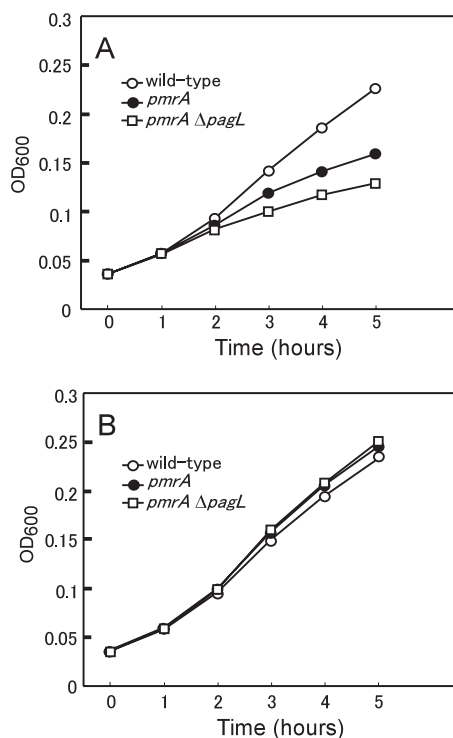 A
wild-type
pmrA
pmrA ΔpagL
OD600
0.3
0.25
0.2
0.15
0.1
0.05
0
0 1 2 3 4 5
Time (hours)
B
wild-type
pmrA
pmrA ΔpagL
OD600
0.3
0.25
0.2
0.15
0.1
0.05
0
0 1 2 3 4 5
Time (hours)